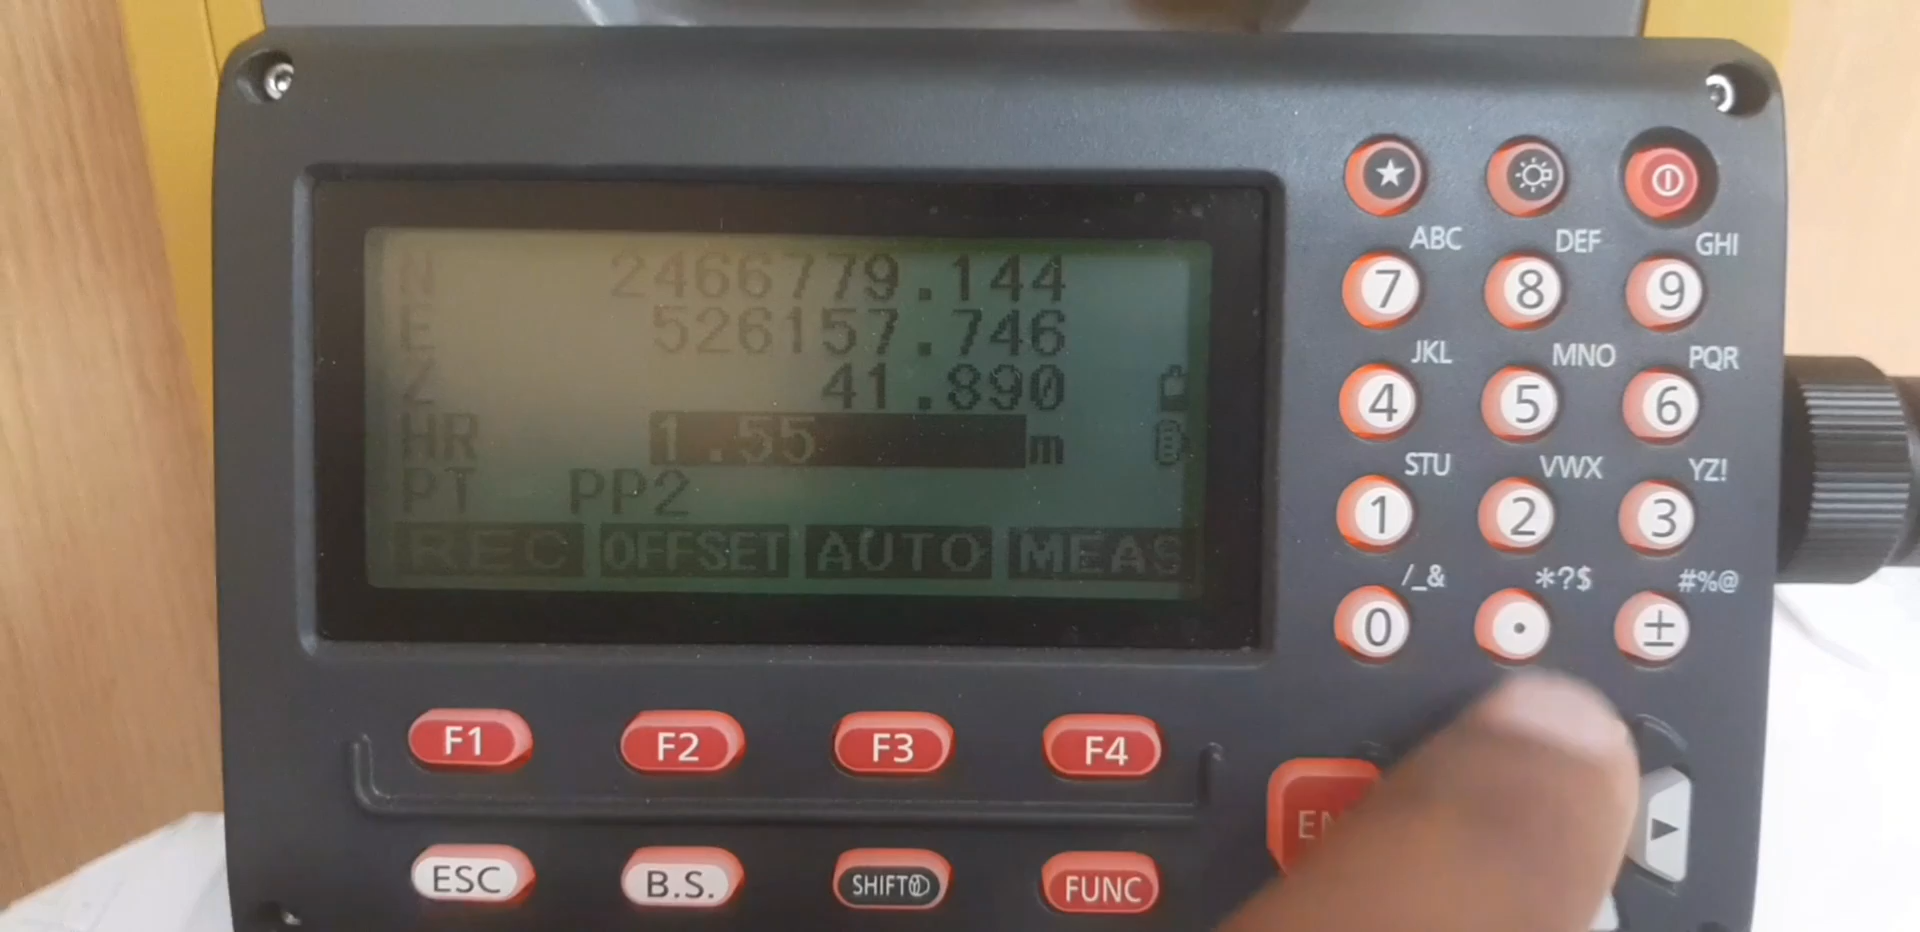 N 2466779.144
E 526157.746
Z 41.890
HR 1.55 m
PT PP2
REC OFFSET AUTO MEAS
ABC DEF GHI
7 8 9
JKL MNO PQR
4 5 6
STU VWX YZ!
1 2 3
/_& *?$ #%@
0 . ±
F1 F2 F3 F4
ESC B.S. SHIFT FUNC